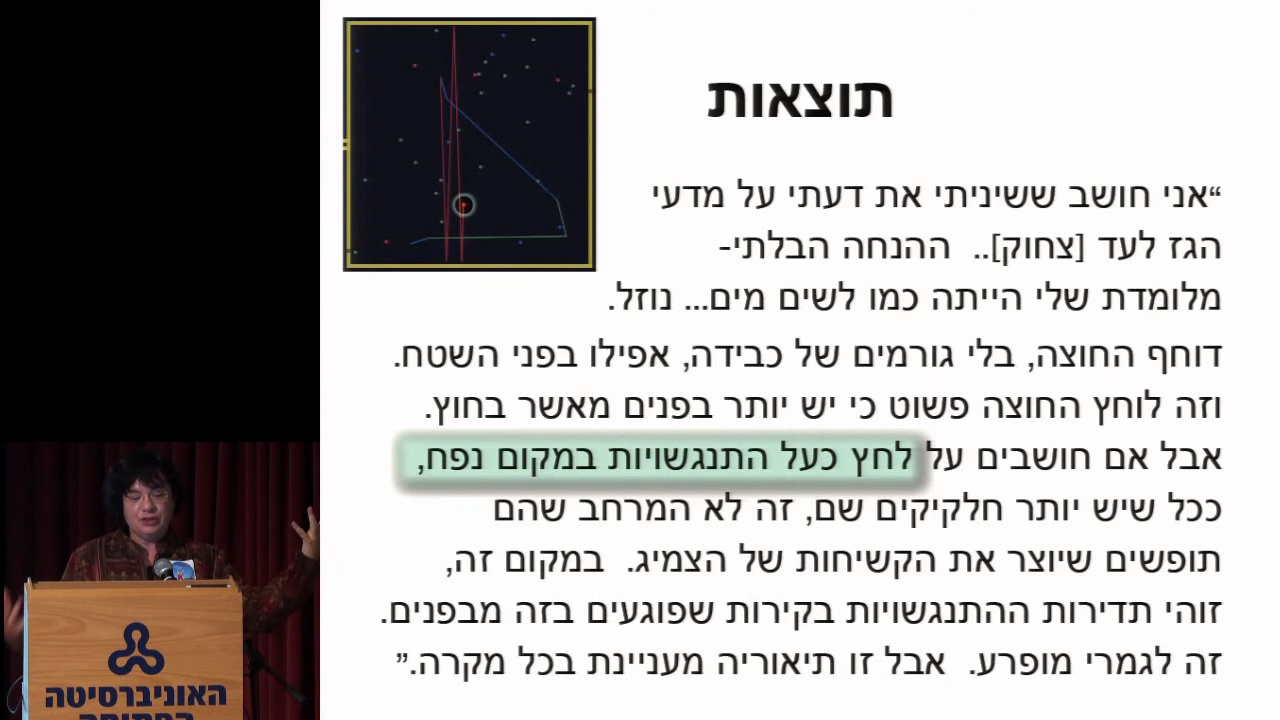 תוצאות
“אני חושב ששיניתי את דעתי על מדעי
הגז לעד [צחוק].. ההנחה הבלתי-
מלומדת שלי הייתה כמו לשים מים... נוזל.
דוחף החוצה, בלי גורמים של כבידה, אפילו בפני השטח.
וזה לוחץ החוצה פשוט כי יש יותר בפנים מאשר בחוץ.
אבל אם חושבים על לחץ כעל התנגשויות במקום נפח,
ככל שיש יותר חלקיקים שם, זה לא המרחב שהם
תופשים שיוצר את הקשיחות של הצמיג. במקום זה,
זוהי תדירות ההתנגשויות בקירות שפוגעים בזה מבפנים.
זה לגמרי מופרע. אבל זו תיאוריה מעניינת בכל מקרה.”
האוניברסיטה
הפתוחה